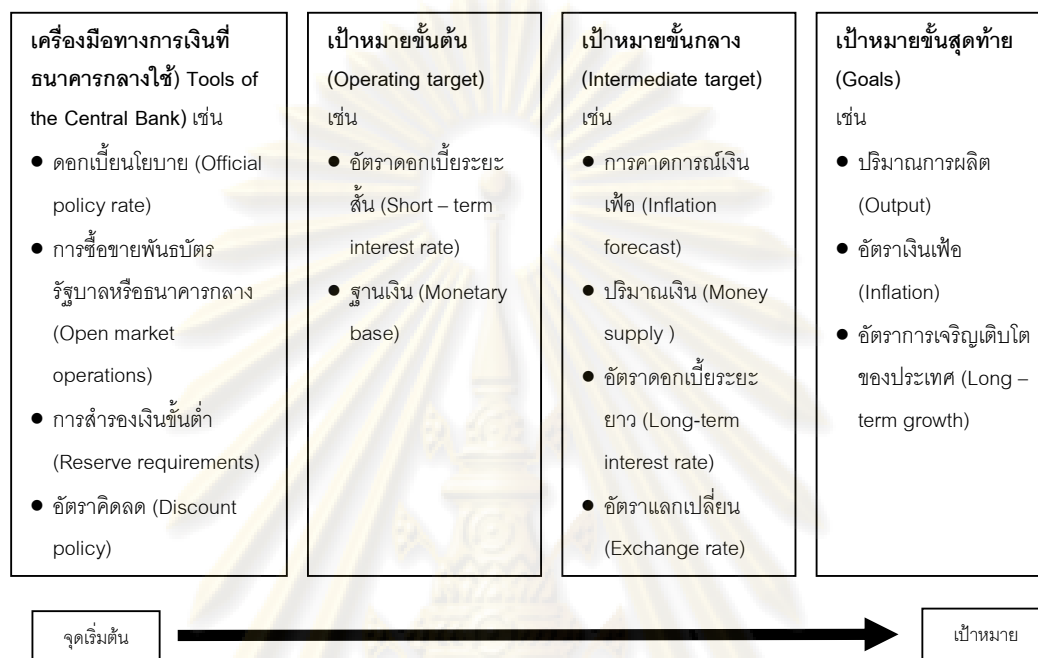 เครื่องมือทางการเงินที่
ธนาคารกลางใช้) Tools of
the Central Bank) เช่น
● ดอกเบี้ยนโยบาย (Official
policy rate)
● การซื้อขายพันธบัตร
รัฐบาลหรือธนาคารกลาง
(Open market
operations)
● การสำรองเงินขั้นต่ำ
(Reserve requirements)
● อัตราคิดลด (Discount
policy)
เป้าหมายขั้นต้น
(Operating target)
เช่น
● อัตราดอกเบี้ยระยะ
สั้น (Short – term
interest rate)
● ฐานเงิน (Monetary
base)
เป้าหมายขั้นกลาง
(Intermediate target)
เช่น
● การคาดการณ์เงิน
เฟ้อ (Inflation
forecast)
● ปริมาณเงิน (Money
supply )
● อัตราดอกเบี้ยระยะ
ยาว (Long-term
interest rate)
● อัตราแลกเปลี่ยน
(Exchange rate)
เป้าหมายขั้นสุดท้าย
(Goals)
เช่น
● ปริมาณการผลิต
(Output)
● อัตราเงินเฟ้อ
(Inflation)
● อัตราการเจริญเติบโต
ของประเทศ (Long –
term growth)
จุดเริ่มต้น
เป้าหมาย